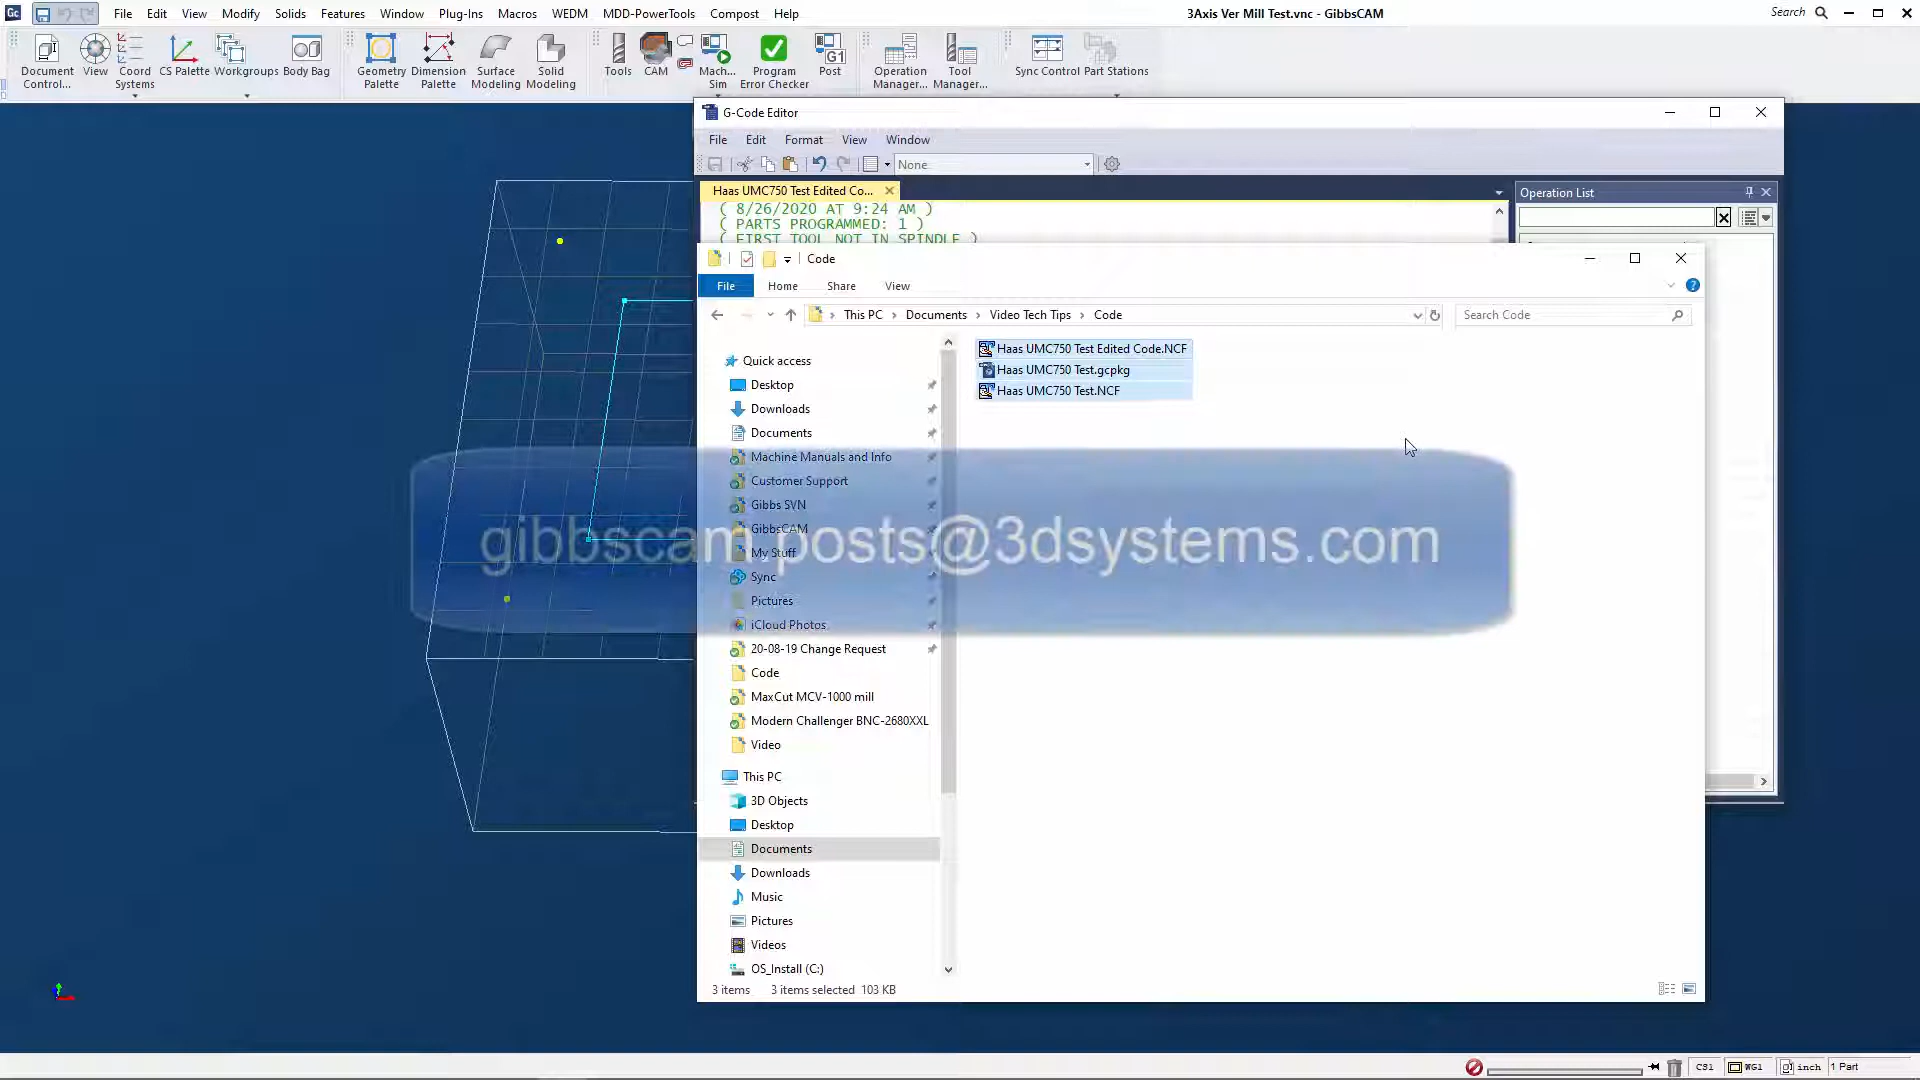 File Edit View Modify Solids Features Window Plug-Ins Macros WEDM MDD-PowerTools Compost Help
3Axis Ver Mill Test.vnc - GibbsCAM
Search
Document Control...
View
Coord Systems
CS Palette
Workgroups
Body Bag
Geometry Palette
Dimension Palette
Surface Modeling
Solid Modeling
Tools
CAM
Mach... Sim
Program Error Checker
Post
Operation Manager...
Tool Manager...
Sync Control
Part Stations
G-Code Editor
File Edit Format View Window
None
Haas UMC750 Test Edited Co...
( 8/26/2020 AT 9:24 AM )
( PARTS PROGRAMMED: 1 )
( FIRST TOOL NOT IN SPINDLE )
Operation List
Code
File Home Share View
This PC > Documents > Video Tech Tips > Code
Search Code
Quick access
Desktop
Downloads
Documents
Machine Manuals and Info
Customer Support
Gibbs SVN
GibbsCAM
My Stuff
Sync
Pictures
iCloud Photos
20-08-19 Change Request
Code
MaxCut MCV-1000 mill
Modern Challenger BNC-2680XXL
Video
This PC
3D Objects
Desktop
Documents
Downloads
Music
Pictures
Videos
OS_Install (C:)
Haas UMC750 Test Edited Code.NCF
Haas UMC750 Test.gcpkg
Haas UMC750 Test.NCF
gibbscam.posts@3dsystems.com
3 items 3 items selected 103 KB
CS1 WG1 inch 1 Part